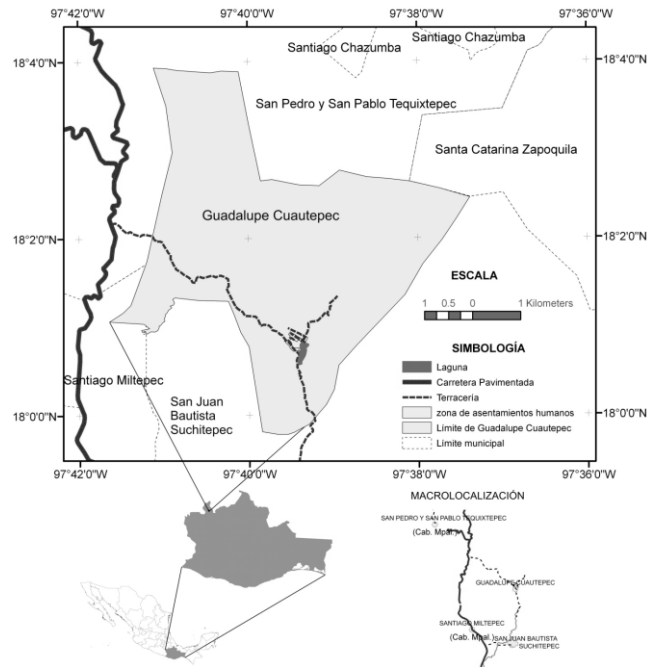 97°42'0"W
97°40'0"W
97°38'0"W
97°36'0"W
Santiago Chazumba
Santiago Chazumba
18°4'0"N
18°4'0"N
San Pedro y San Pablo Tequixtepec
Santa Catarina Zapoquila
Guadalupe Cuautepec
18°2'0"N
18°2'0"N
ESCALA
1 0.5 0 1 Kilometers
SIMBOLOGÍA
Laguna
Carretera Pavimentada
Terracería
zona de asentamientos humanos
Límite de Guadalupe Cuautepec
Límite municipal
Santiago Miltepec
San Juan
Bautista
Suchitepec
18°0'0"N
18°0'0"N
97°42'0"W
97°40'0"W
97°38'0"W
97°36'0"W
MACROLOCALIZACIÓN
SAN PEDRO Y SAN PABLO TEQUIXTEPEC
(Cab. Mpal.)
GUADALUPE CUAUTEPEC
SANTIAGO MILTEPEC
(Cab. Mpal.)
SAN JUAN BAUTISTA
SUCHITEPEC